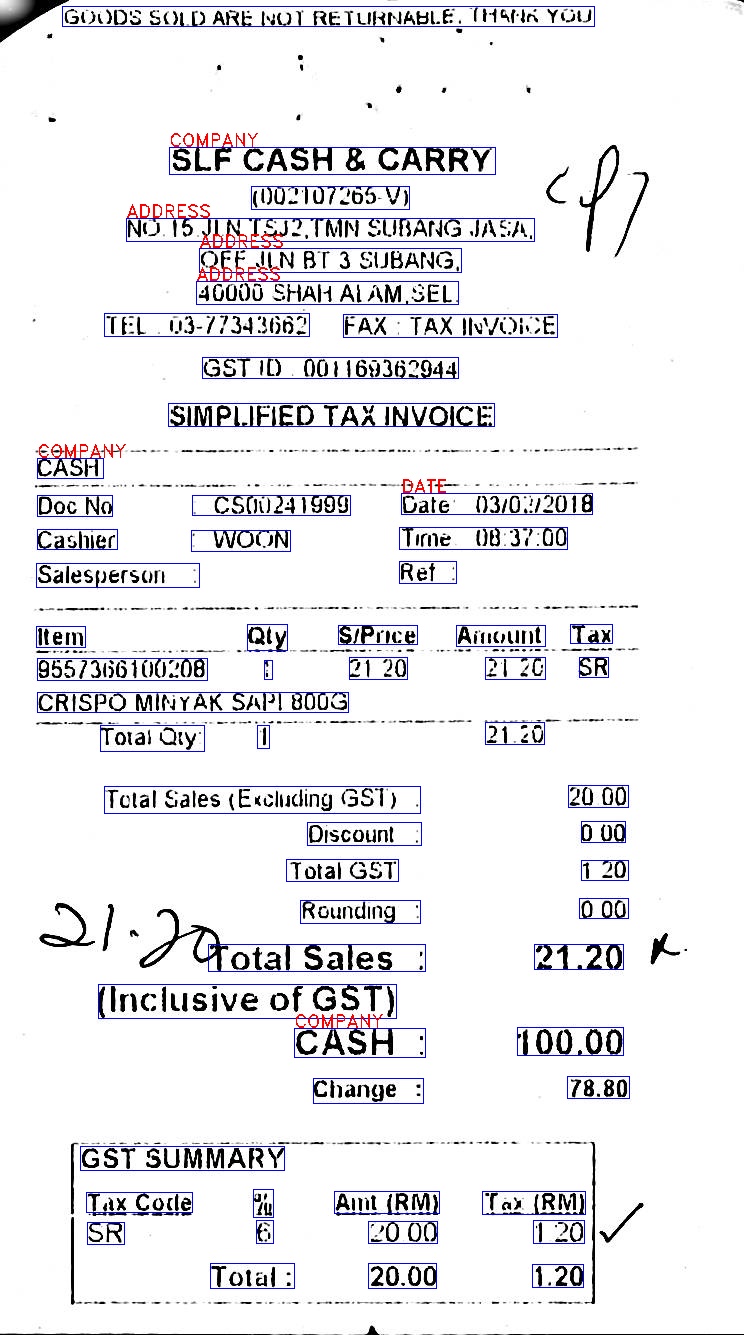 GOODS SOLD ARE NOT RETURNABLE, THANK YOU
COMPANY
SLF CASH & CARRY
(002107265-V)
ADDRESS
NO. 15 JLN TSJ2,TMN SUBANG JASA,
ADDRESS
OFF JLN BT 3 SUBANG,
ADDRESS
40000 SHAH ALAM,SEL.
TEL : 03-77343662 FAX : TAX INVOICE
GST ID : 001169362944
SIMPLIFIED TAX INVOICE
COMPANY
CASH
DATE
Doc No : CS00241999 Date : 03/02/2018
Cashier : WOON Time 08:37:00
Salesperson : Ref :
Item Qty S/Price Amount Tax
9557366100208 1 21.20 21.20 SR
CRISPO MINYAK SAPI 800G
Total Qty: 1 21.20
Total Sales (Excluding GST) : 20.00
Discount : 0.00
Total GST 1.20
Rounding : 0.00
21.20
Total Sales : 21.20
(Inclusive of GST)
COMPANY
CASH : 100.00
Change : 78.80
GST SUMMARY
Tax Code % Amt (RM) Tax (RM)
SR 6 20.00 1.20
Total : 20.00 1.20